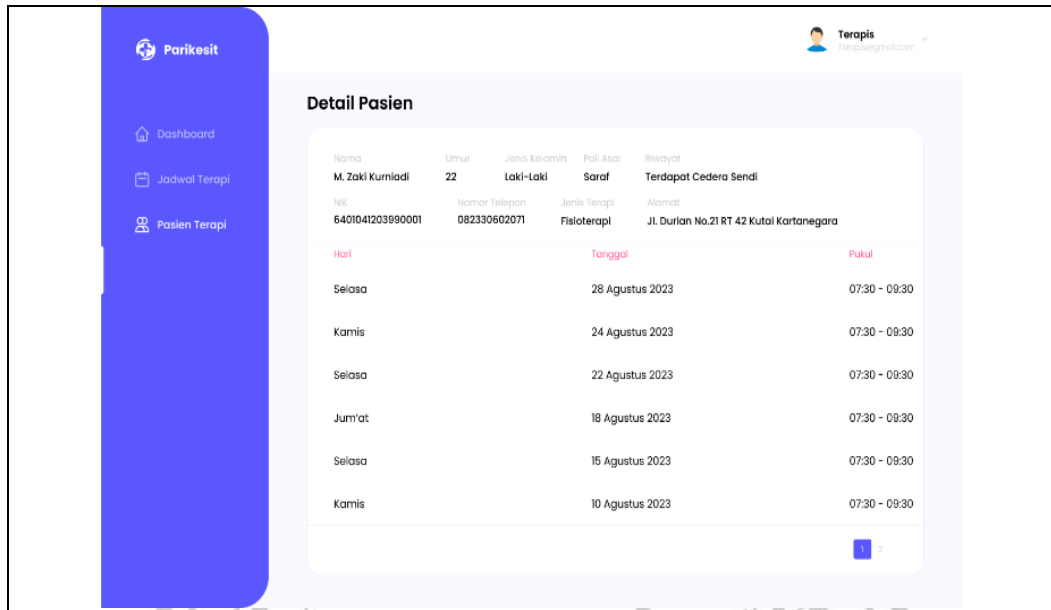 Parikesit
Terapis
Terapis@gmail.com
Dashboard
Jadwal Terapi
Pasien Terapi
Detail Pasien
Nama Umur Jenis Kelamin Poli Asal Riwayat
M. Zaki Kurniadi 22 Laki-Laki Saraf Terdapat Cedera Sendi
NIK Nomor Telepon Jenis Terapi Alamat
6401041203990001 082330602071 Fisioterapi Jl. Durian No.21 RT 42 Kutai Kartanegara
Hari Tanggal Pukul
Selasa 28 Agustus 2023 07:30 - 09:30
Kamis 24 Agustus 2023 07:30 - 09:30
Selasa 22 Agustus 2023 07:30 - 09:30
Jum'at 18 Agustus 2023 07:30 - 09:30
Selasa 15 Agustus 2023 07:30 - 09:30
Kamis 10 Agustus 2023 07:30 - 09:30
1 2